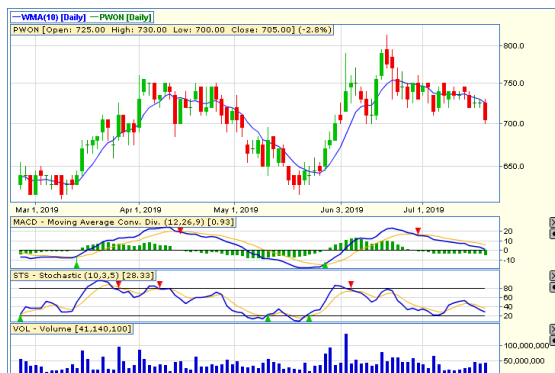 WMA(10) [Daily] PWON [Daily]
PWON [Open: 725.00 High: 730.00 Low: 700.00 Close: 705.00] (-2.8%)
800.0
750.0
700.0
650.0
Mar 1, 2019 Apr 1, 2019 May 1, 2019 Jun 3, 2019 Jul 1, 2019
MACD - Moving Average Conv. Div. (12,26,9) [0.93]
20
10
0
-10
STS - Stochastic (10,3,5) [28.33]
80
60
40
20
VOL - Volume [41,140,100]
100,000,000
50,000,000